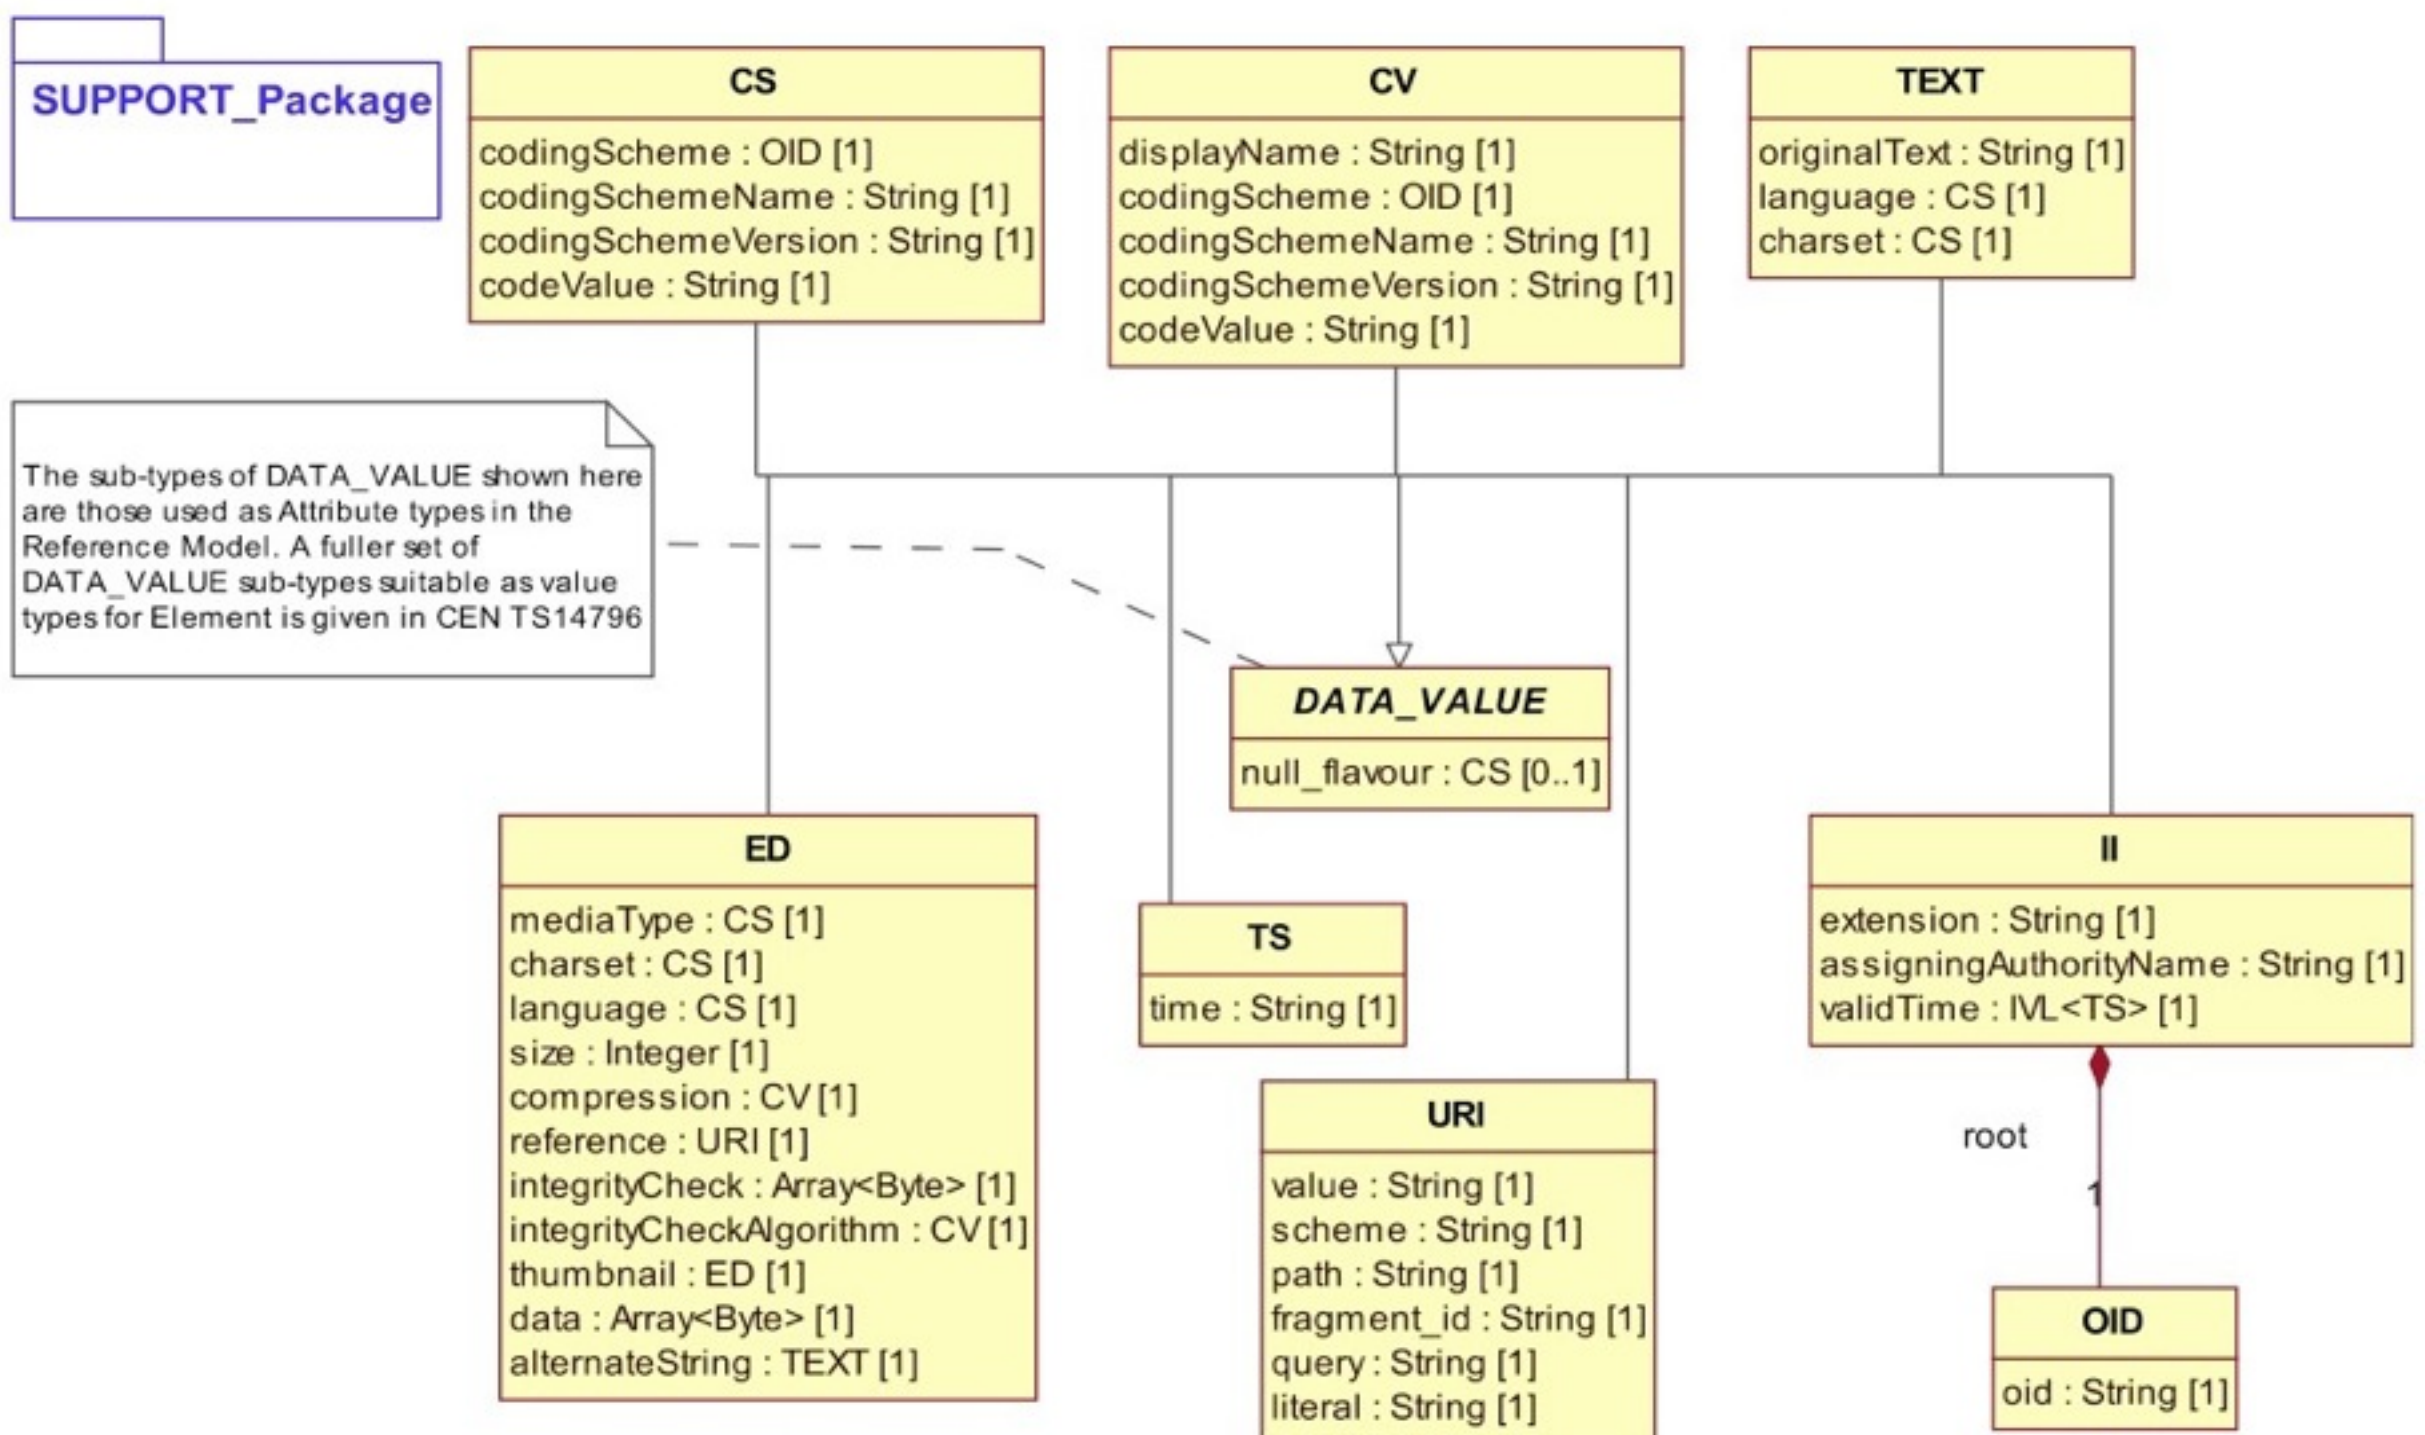 SUPPORT_Package
CS
codingScheme : OID [1]
codingSchemeName : String [1]
codingSchemeVersion : String [1]
codeValue : String [1]
CV
displayName : String [1]
codingScheme : OID [1]
codingSchemeName : String [1]
codingSchemeVersion : String [1]
codeValue : String [1]
TEXT
originalText : String [1]
language : CS [1]
charset : CS [1]
The sub-types of DATA_VALUE shown here
are those used as Attribute types in the
Reference Model. A fuller set of
DATA_VALUE sub-types suitable as value
types for Element is given in CEN TS14796
DATA_VALUE
null_flavour : CS [0..1]
ED
mediaType : CS [1]
charset : CS [1]
language : CS [1]
size : Integer [1]
compression : CV [1]
reference : URI [1]
integrityCheck : Array<Byte> [1]
integrityCheckAlgorithm : CV [1]
thumbnail : ED [1]
data : Array<Byte> [1]
alternateString : TEXT [1]
TS
time : String [1]
URI
value : String [1]
scheme : String [1]
path : String [1]
fragment_id : String [1]
query : String [1]
literal : String [1]
II
extension : String [1]
assigningAuthorityName : String [1]
validTime : IVL<TS> [1]
root
1
OID
oid : String [1]